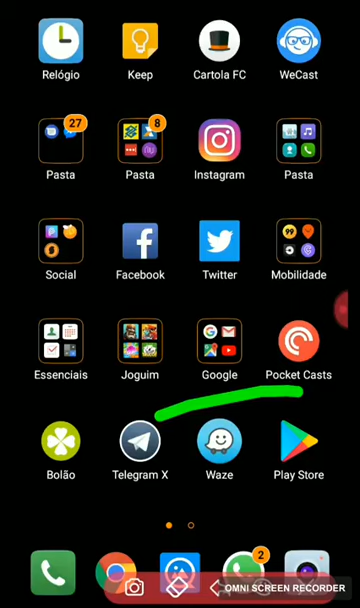 Relógio Keep Cartola FC WeCast
27 8
Pasta Pasta Instagram Pasta
99
Social Facebook Twitter Mobilidade
Essenciais Joguim Google Pocket Casts
Bolão Telegram X Waze Play Store
2
OMNI SCREEN RECORDER